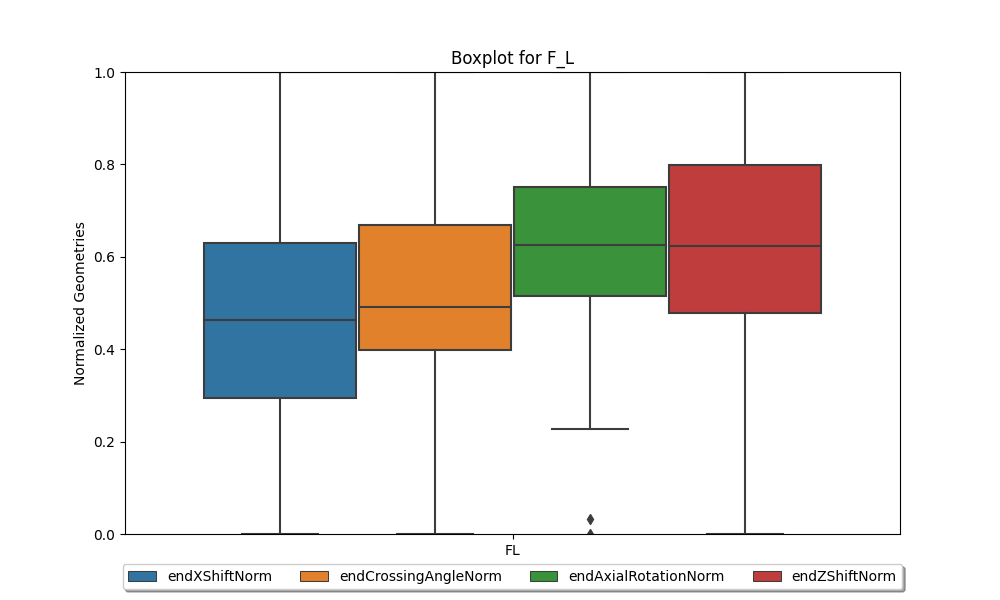 Boxplot for F_L
1.0
0.8
0.6
0.4
0.2
0.0
Normalized Geometries
FL
endXShiftNorm endCrossingAngleNorm endAxialRotationNorm endZShiftNorm